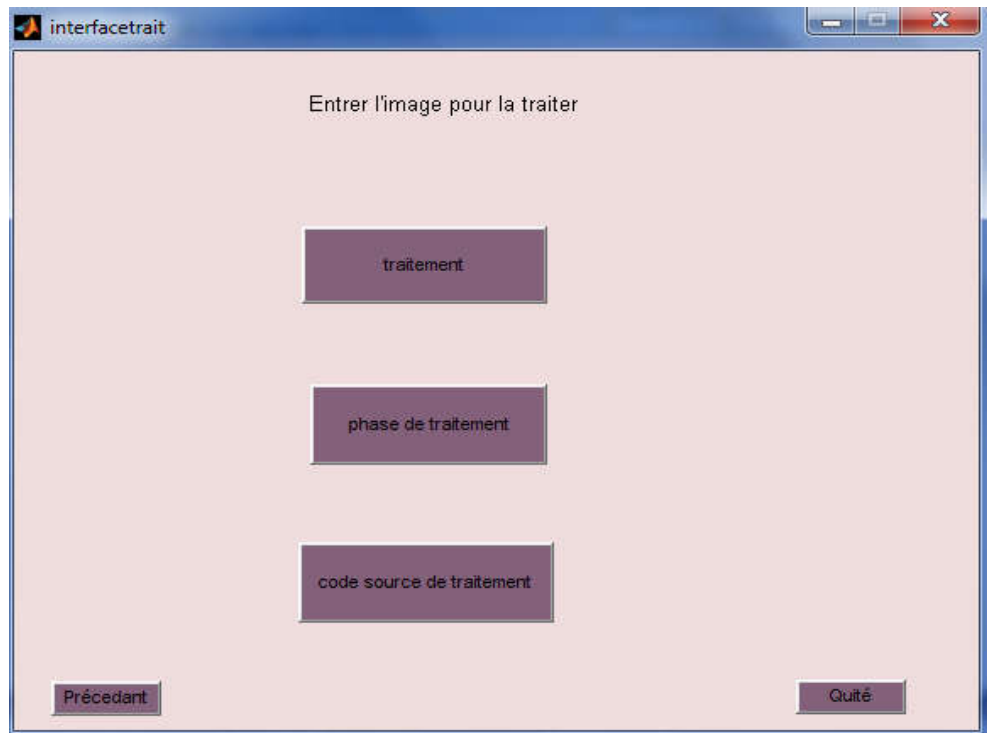 interfacetrait
Entrer l'image pour la traiter
traitement
phase de traitement
code source de traitement
Précedant
Quité